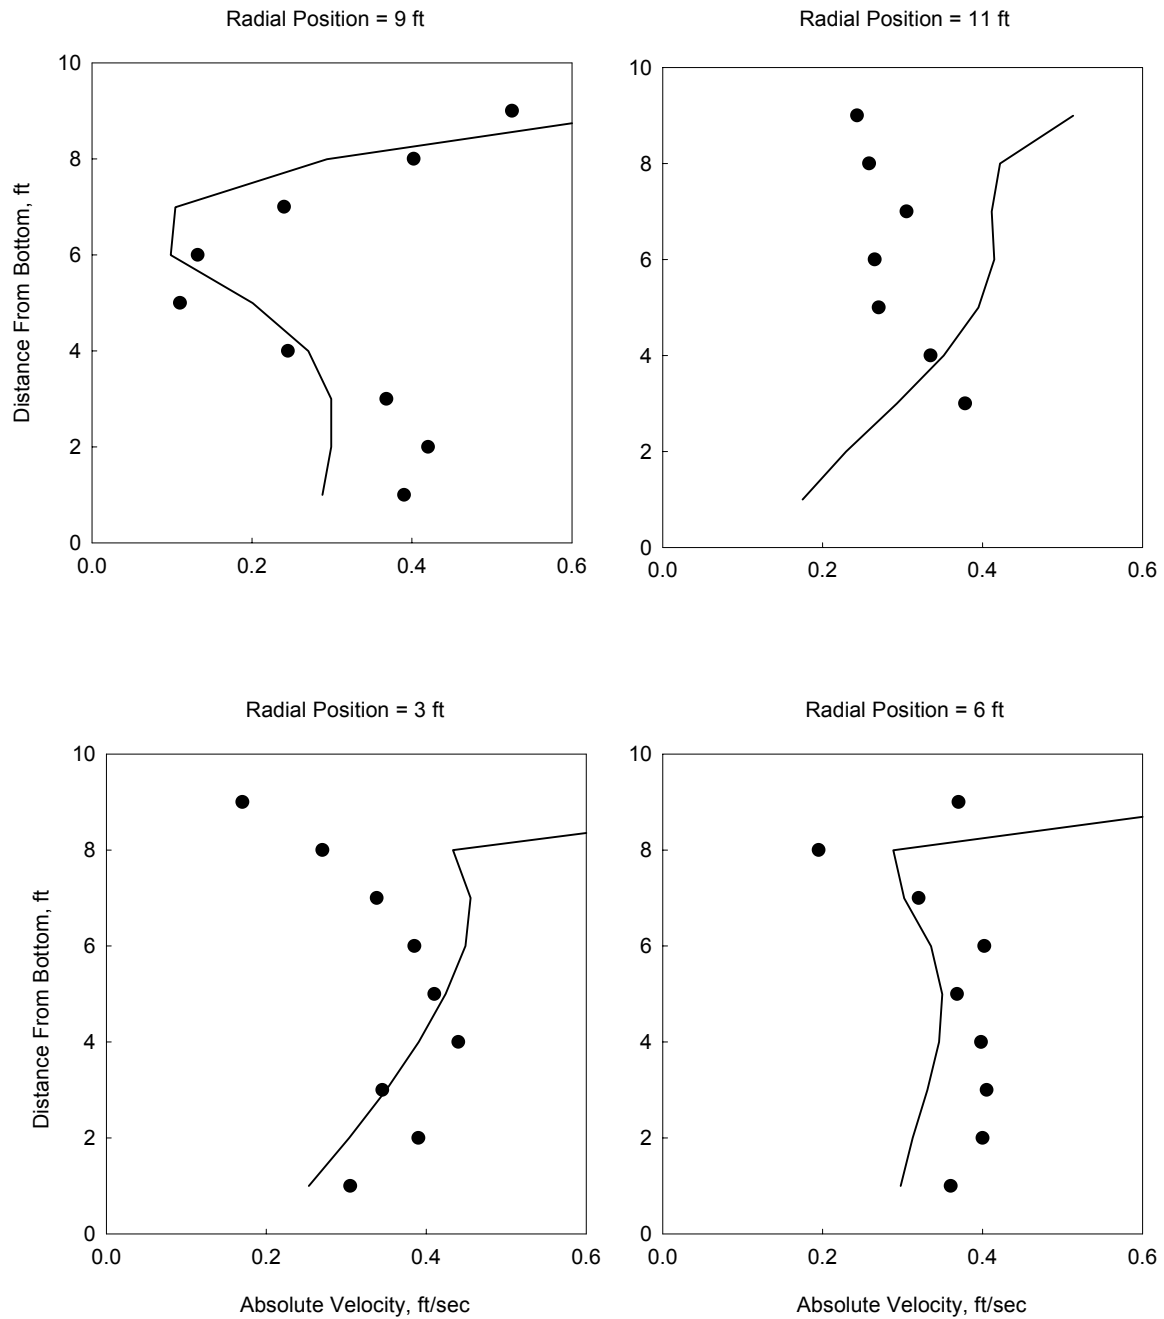 Radial Position = 9 ft
Radial Position = 11 ft
10
8
6
4
2
0
Distance From Bottom, ft
0.0 0.2 0.4 0.6
10
8
6
4
2
0
0.0 0.2 0.4 0.6
Radial Position = 3 ft
Radial Position = 6 ft
10
8
6
4
2
0
Distance From Bottom, ft
0.0 0.2 0.4 0.6
Absolute Velocity, ft/sec
10
8
6
4
2
0
0.0 0.2 0.4 0.6
Absolute Velocity, ft/sec